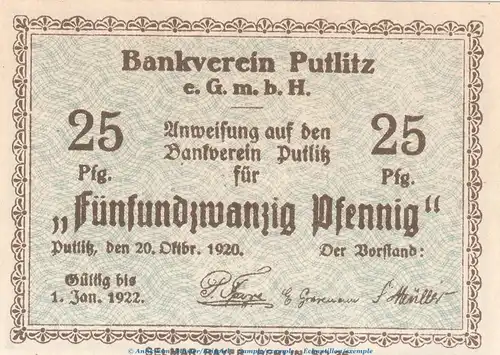 Bankverein Putlitz
e. G. m. b. H.
25 Anweisung auf den 25
Pfg. Bankverein Putlitz Pfg.
für
„Fünfundzwanzig Pfennig“
Putlitz, den 20. Oktbr. 1920. Der Vorstand:
Gültig bis
1. Jan. 1922.
Müller